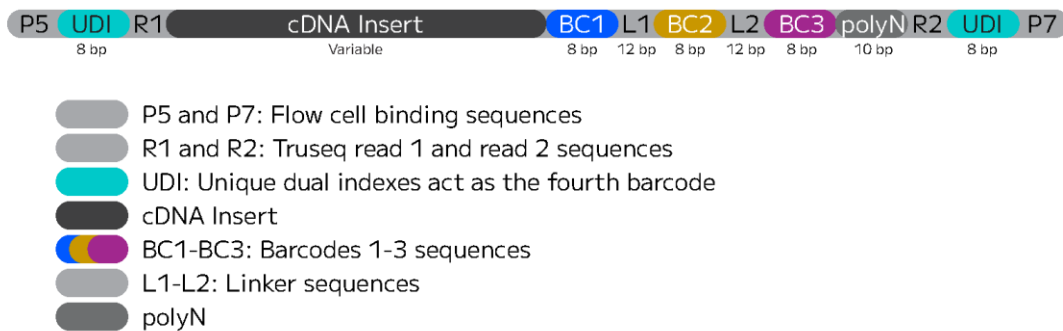 P5 UDI R1 cDNA Insert BC1 L1 BC2 L2 BC3 polyN R2 UDI P7
8 bp Variable 8 bp 12 bp 8 bp 12 bp 8 bp 10 bp 8 bp
P5 and P7: Flow cell binding sequences
R1 and R2: Truseq read 1 and read 2 sequences
UDI: Unique dual indexes act as the fourth barcode
cDNA Insert
BC1-BC3: Barcodes 1-3 sequences
L1-L2: Linker sequences
polyN